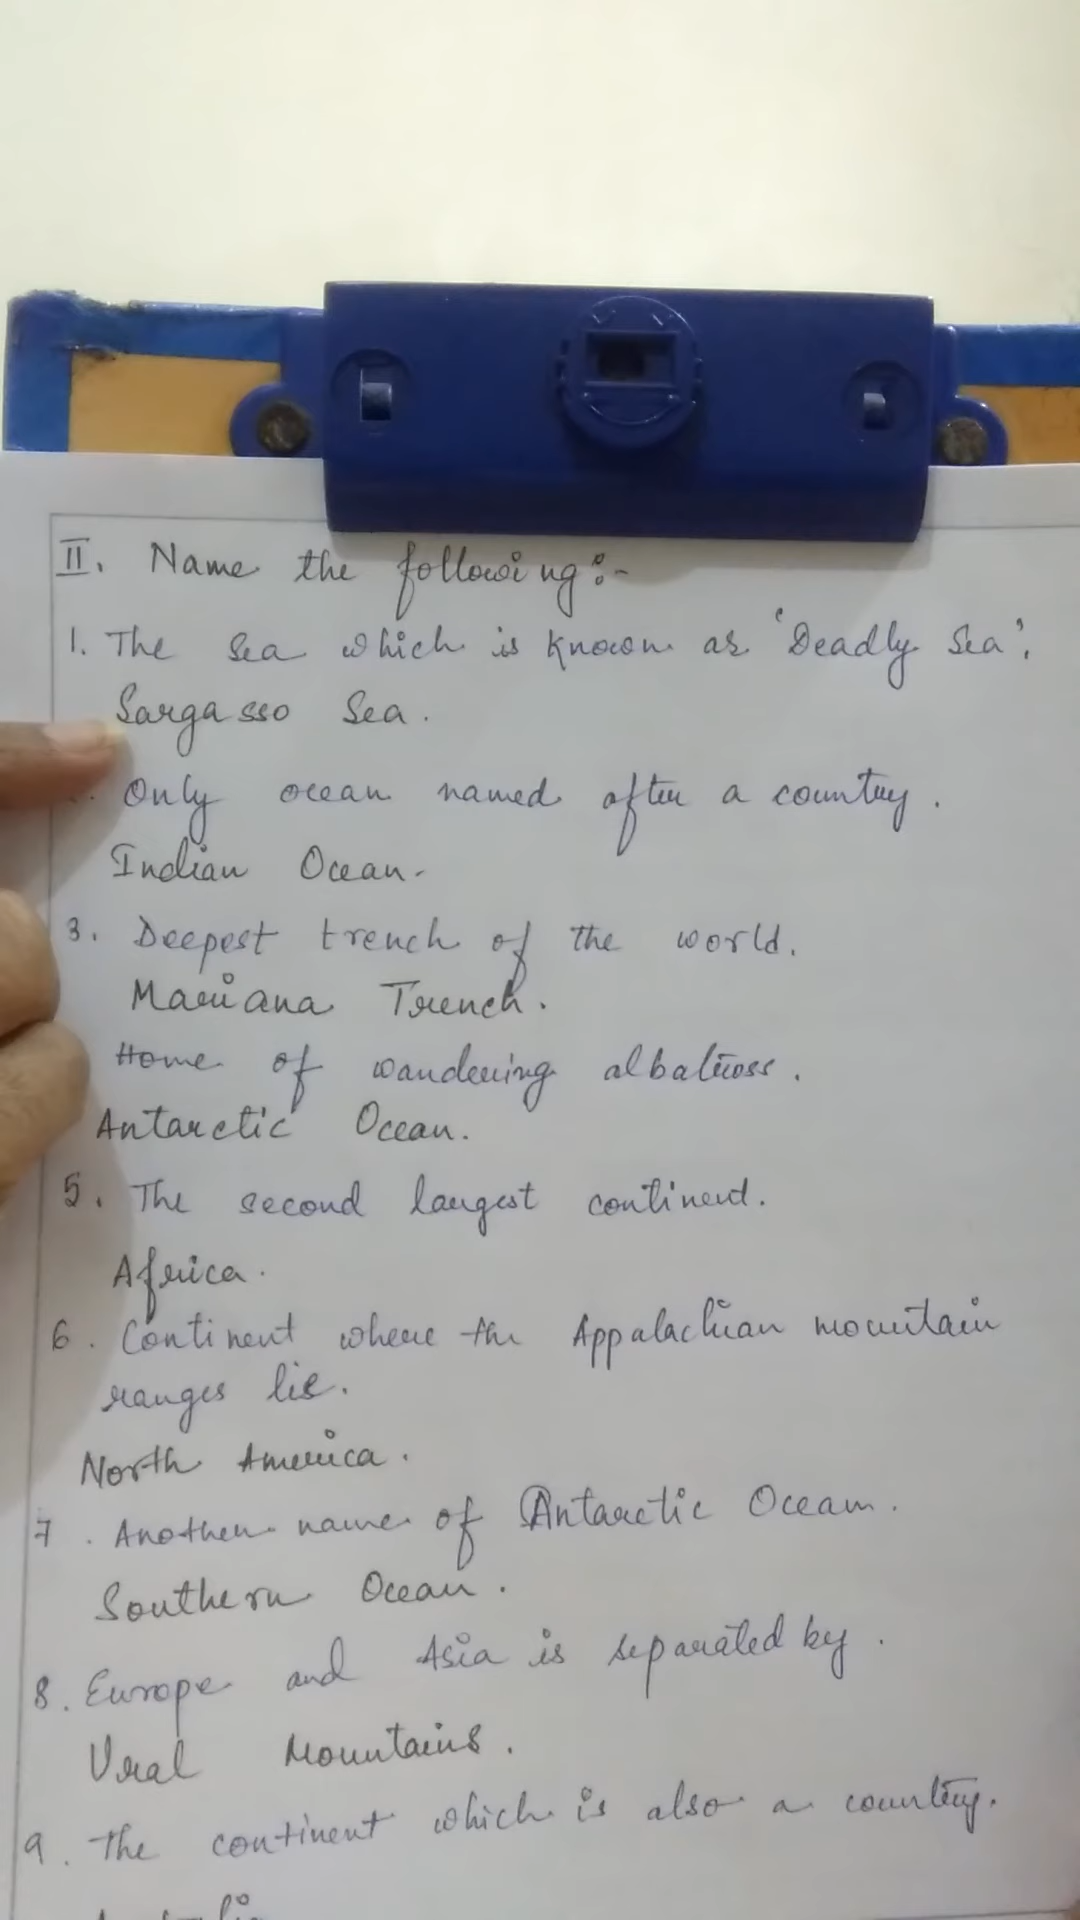 II. Name the following:-
1. The Sea which is known as 'Deadly Sea'.
Sargasso Sea.
Only ocean named after a country.
Indian Ocean.
3. Deepest trench of the world.
Mariana Trench.
Home of wandering albatross.
Antarctic Ocean.
5. The second largest continent.
Africa.
6. Continent where the Appalachian mountain
ranges lie.
North America.
7. Another name of Antarctic Ocean.
Southern Ocean.
8. Europe and Asia is separated by.
Ural Mountains.
9. The continent which is also a country.